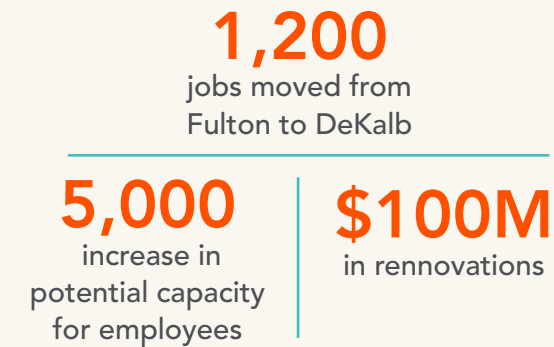 1,200
jobs moved from
Fulton to DeKalb
5,000
increase in
potential capacity
for employees
$100M
in rennovations